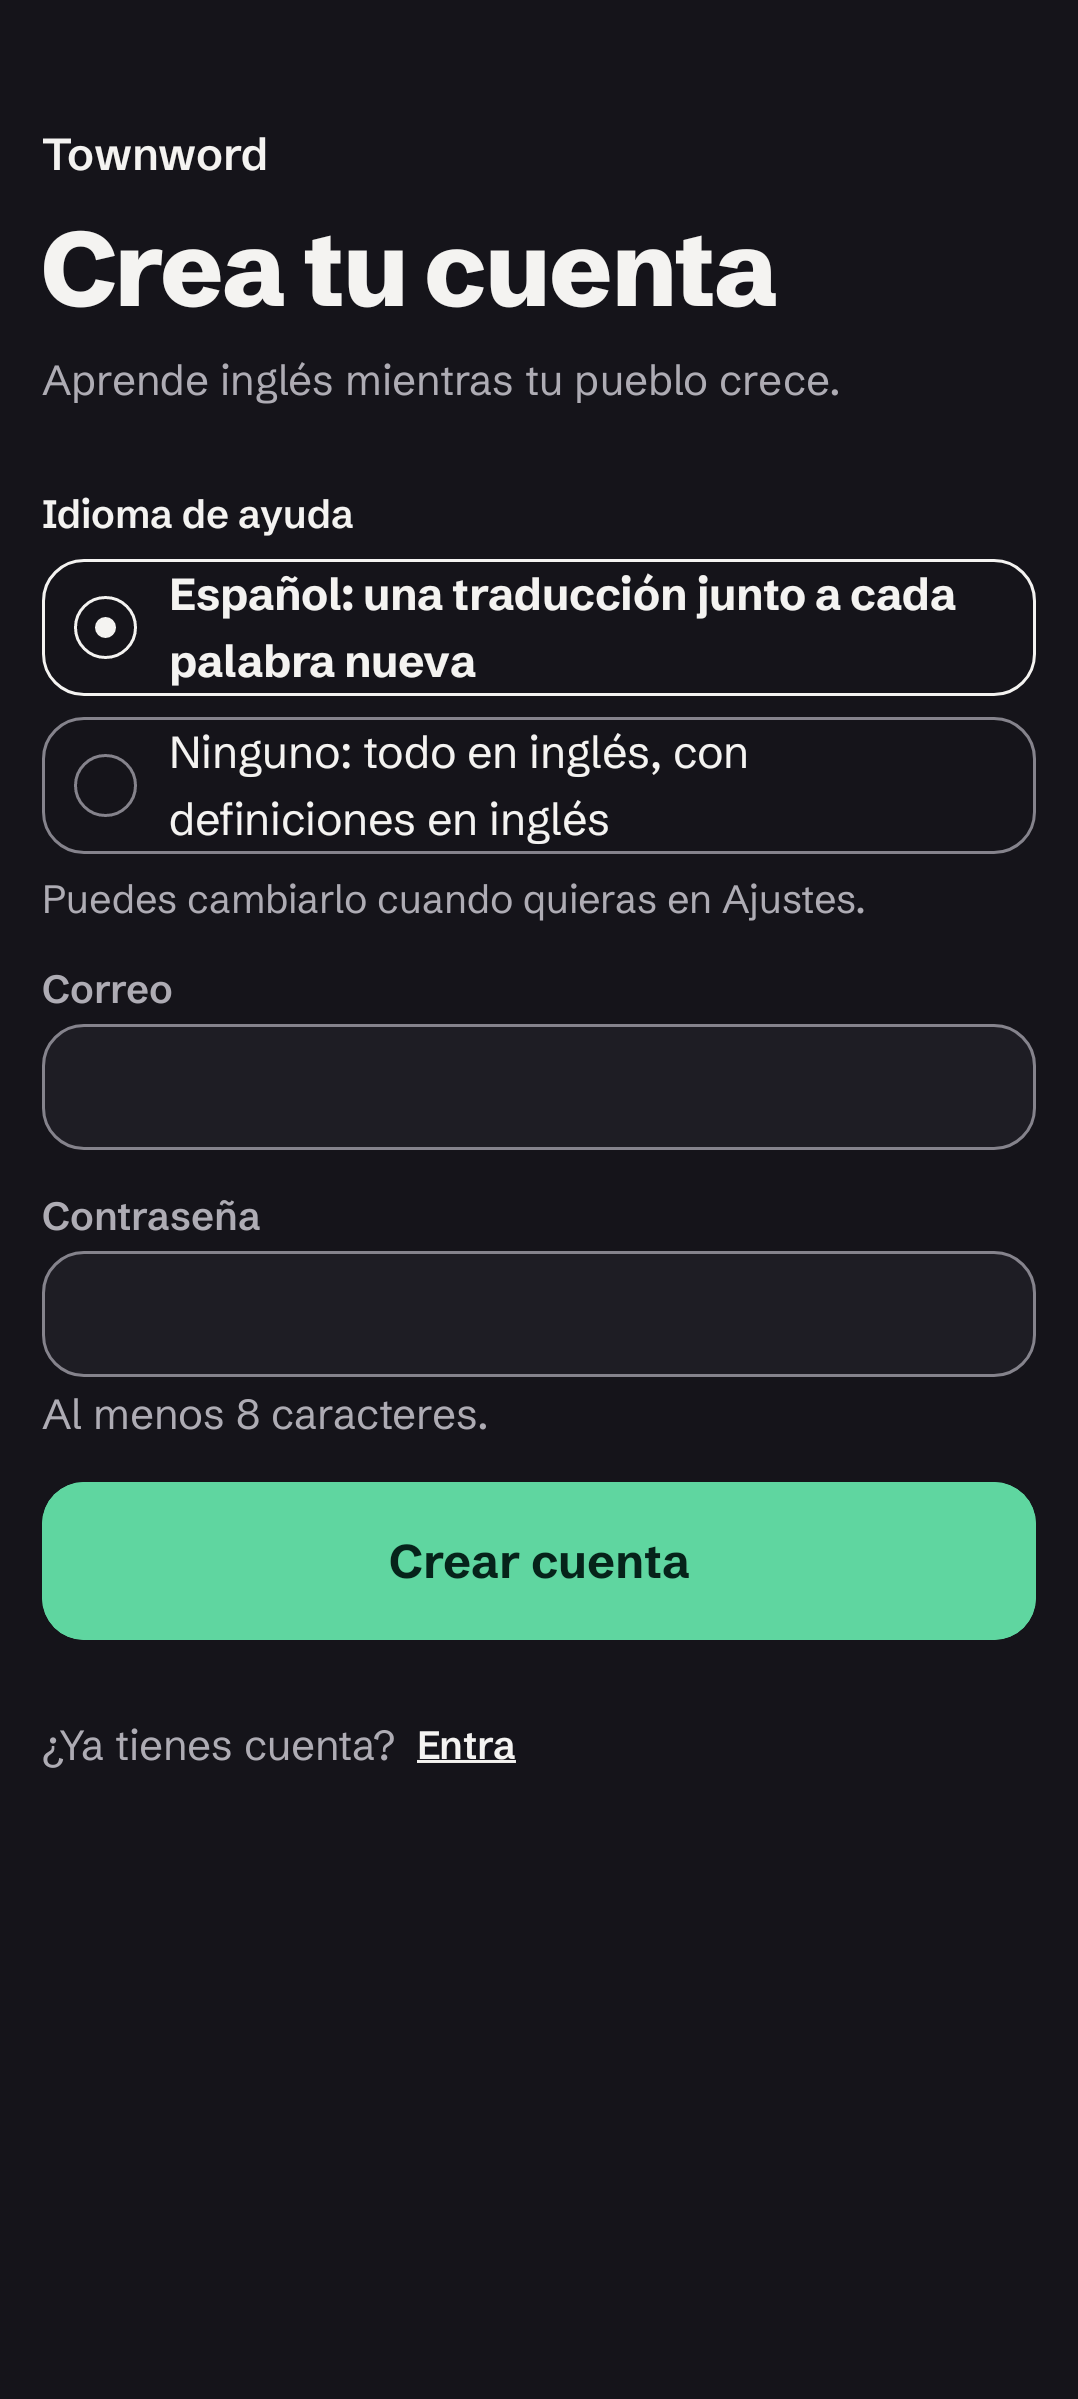 Townword
Crea tu cuenta
Aprende inglés mientras tu pueblo crece.
Idioma de ayuda
Español: una traducción junto a cada
palabra nueva
Ninguno: todo en inglés, con
definiciones en inglés
Puedes cambiarlo cuando quieras en Ajustes.
Correo
Contraseña
Al menos 8 caracteres.
Crear cuenta
¿Ya tienes cuenta? Entra